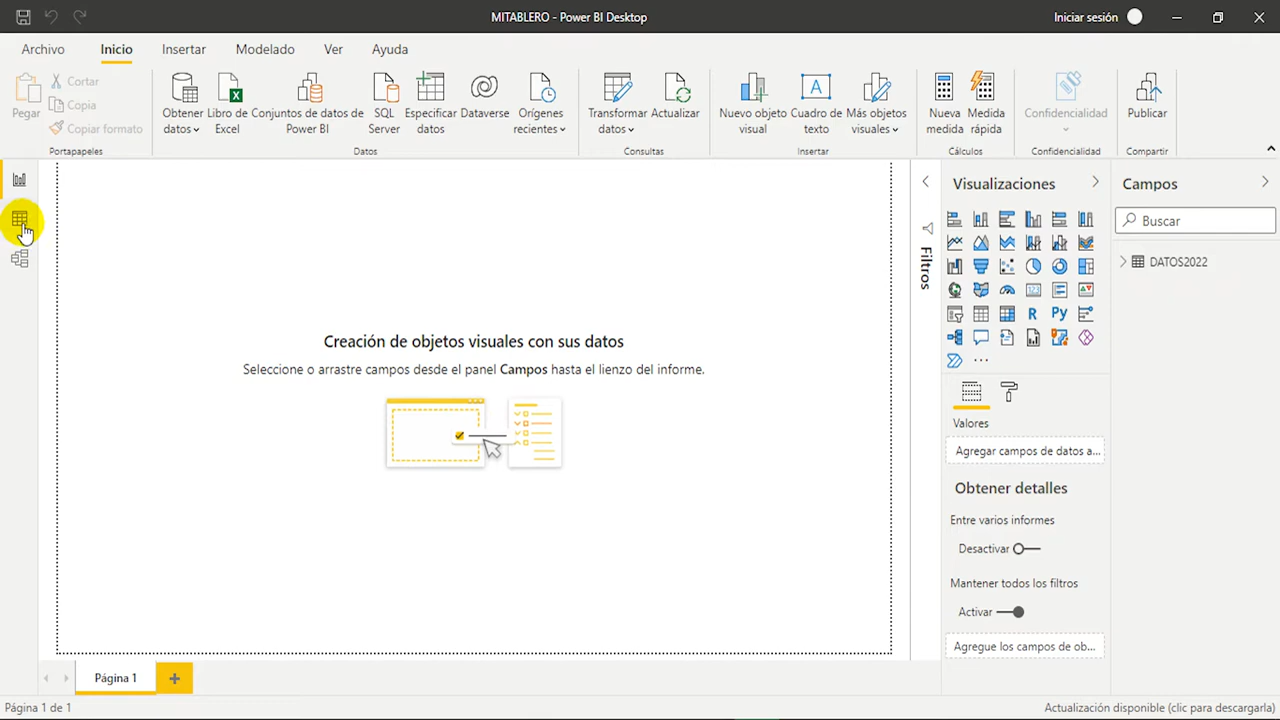 MITABLERO - Power BI Desktop
Iniciar sesión
Archivo
Inicio
Insertar
Modelado
Ver
Ayuda
Pegar
Cortar
Copia
Copiar formato
Portapapeles
Obtener
datos
Libro de
Excel
Conjuntos de datos de
Power BI
SQL
Server
Especificar
datos
Dataverse
Orígenes
recientes
Datos
Transformar
datos
Actualizar
Consultas
Nuevo objeto
visual
Cuadro de
texto
Más objetos
visuales
Insertar
Nueva
medida
Medida
rápida
Cálculos
Confidencialidad
Confidencialidad
Publicar
Compartir
Creación de objetos visuales con sus datos
Seleccione o arrastre campos desde el panel Campos hasta el lienzo del informe.
Filtros
Visualizaciones
123
R
Py
Valores
Agregar campos de datos a...
Obtener detalles
Entre varios informes
Desactivar
Mantener todos los filtros
Activar
Agregue los campos de ob...
Campos
Buscar
DATOS2022
Página 1
Página 1 de 1
Actualización disponible (clic para descargarla)